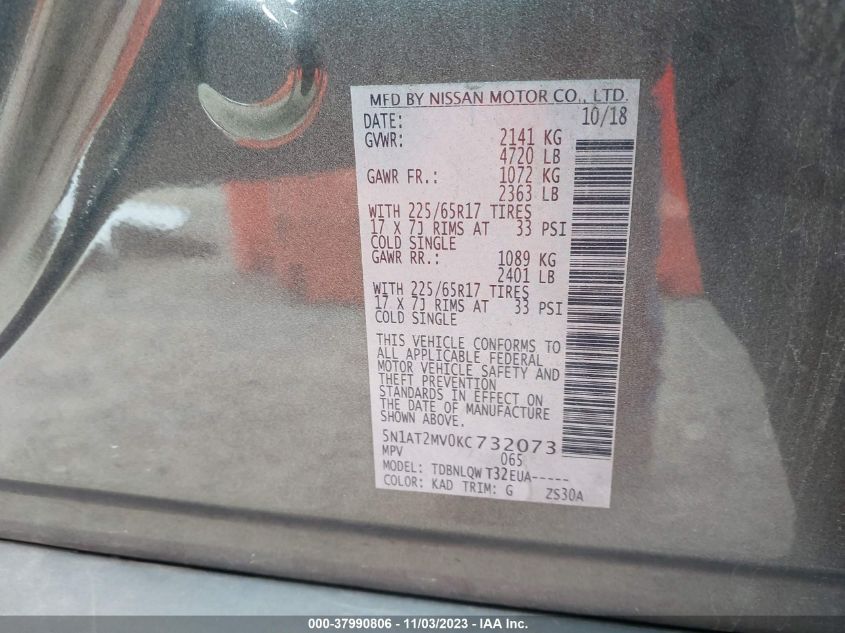 MFD BY NISSAN MOTOR CO., LTD.
DATE: 10/18
GVWR: 2141 KG
4720 LB
GAWR FR.: 1072 KG
2363 LB
WITH 225/65R17 TIRES
17 X 7J RIMS AT 33 PSI
COLD SINGLE
GAWR RR.: 1089 KG
2401 LB
WITH 225/65R17 TIRES
17 X 7J RIMS AT 33 PSI
COLD SINGLE
THIS VEHICLE CONFORMS TO
ALL APPLICABLE FEDERAL
MOTOR VEHICLE SAFETY AND
THEFT PREVENTION
STANDARDS IN EFFECT ON
THE DATE OF MANUFACTURE
SHOWN ABOVE.
5N1AT2MV0KC732073
MPV 065
MODEL: TDBNLQW T32EUA-----
COLOR: KAD TRIM: G ZS30A
000-37990806 - 11/03/2023 - IAA Inc.